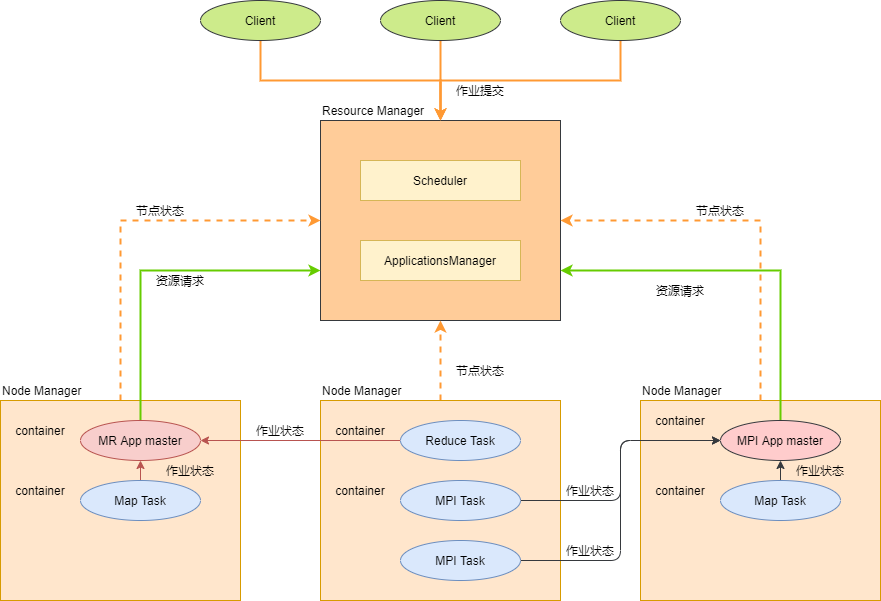 Client
Client
Client
作业提交
Resource Manager
Scheduler
节点状态
节点状态
ApplicationsManager
资源请求
资源请求
节点状态
Node Manager
Node Manager
Node Manager
container
MR App master
作业状态
container
Reduce Task
container
MPI App master
作业状态
作业状态
container
Map Task
container
MPI Task
作业状态
container
Map Task
MPI Task
作业状态